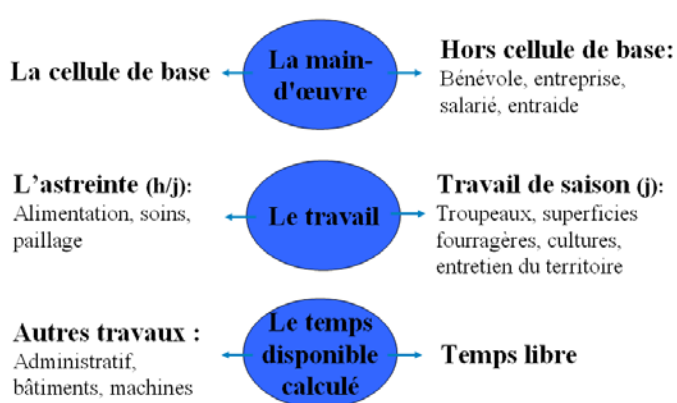 La cellule de base
La main-
d'œuvre
Hors cellule de base:
Bénévole, entreprise,
salarié, entraide
L'astreinte (h/j):
Alimentation, soins,
paillage
Le travail
Travail de saison (j):
Troupeaux, superficies
fourragères, cultures,
entretien du territoire
Autres travaux :
Administratif,
bâtiments, machines
Le temps
disponible
calculé
Temps libre